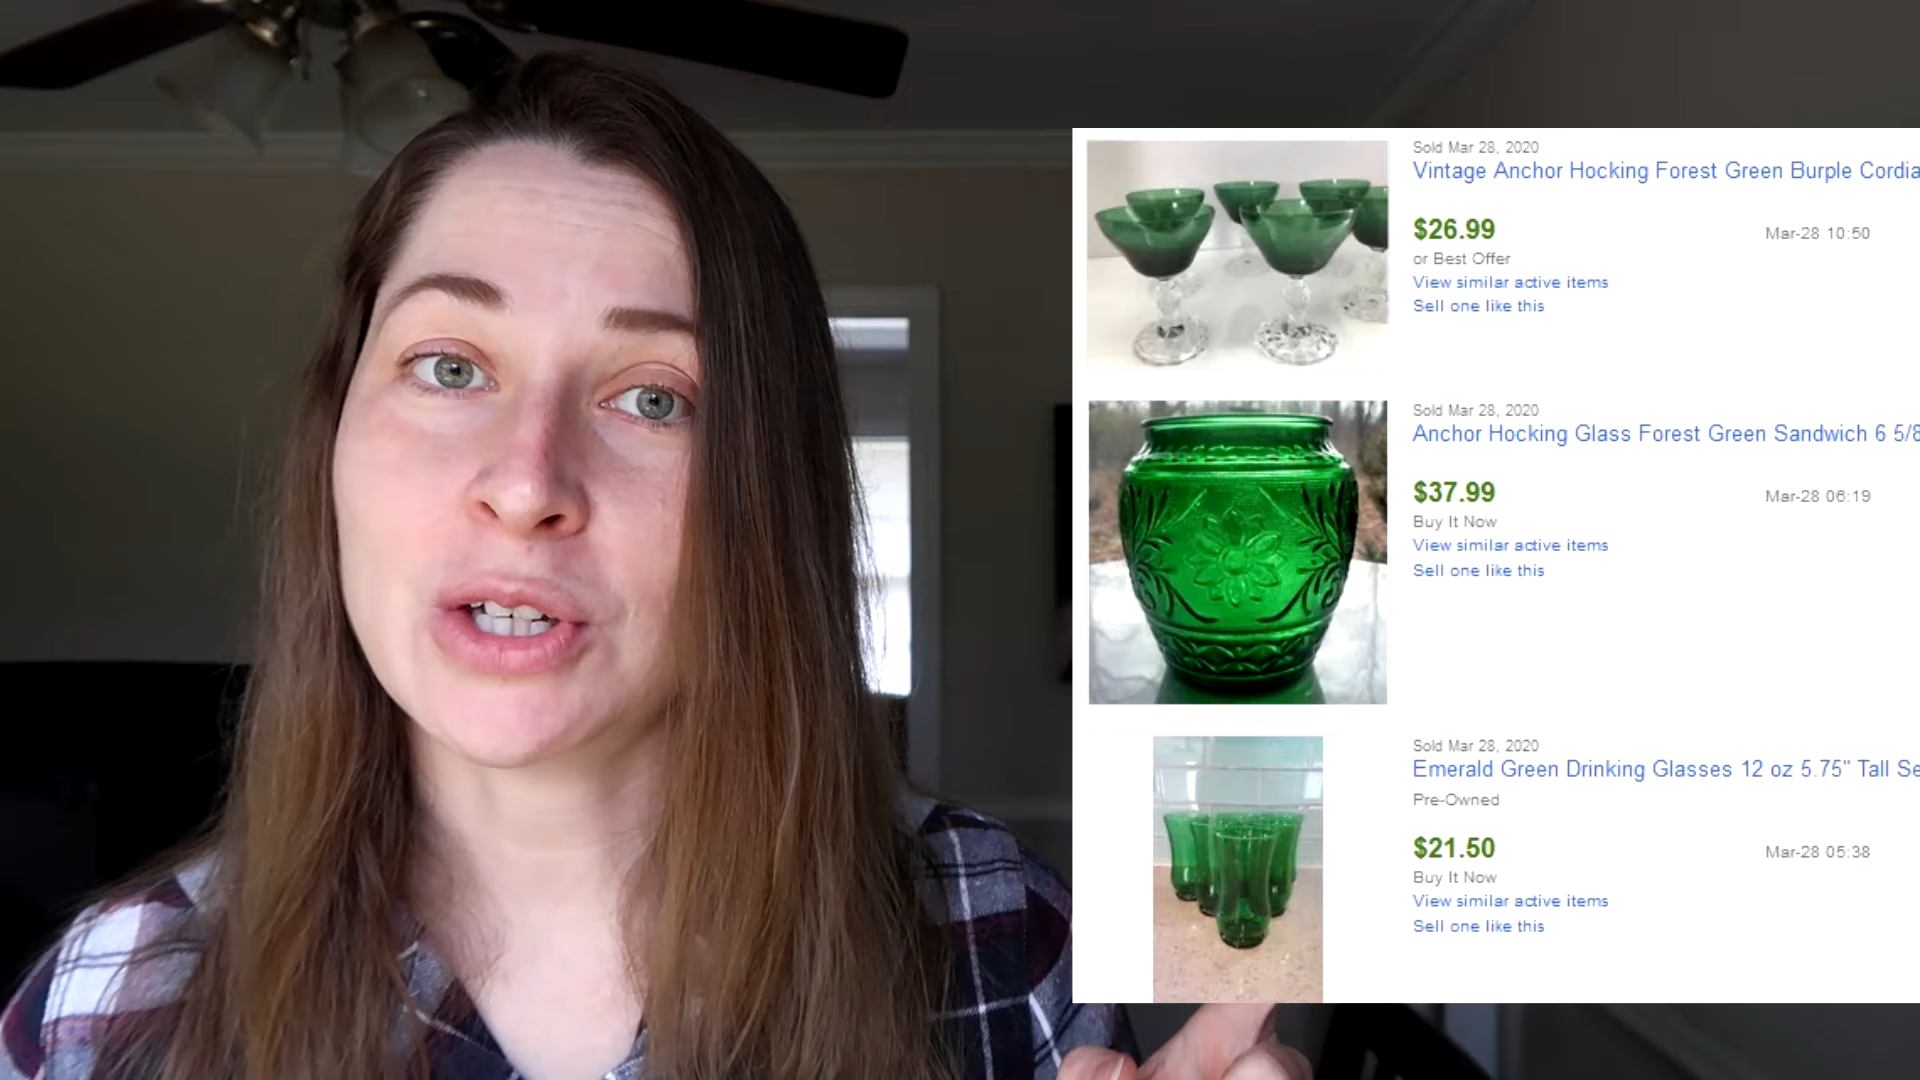 Sold Mar 28, 2020
Vintage Anchor Hocking Forest Green Burple Cordia
$26.99
Mar-28 10:50
or Best Offer
View similar active items
Sell one like this
Sold Mar 28, 2020
Anchor Hocking Glass Forest Green Sandwich 6 5/8
$37.99
Mar-28 06:19
Buy It Now
View similar active items
Sell one like this
Sold Mar 28, 2020
Emerald Green Drinking Glasses 12 oz 5.75" Tall Se
Pre-Owned
$21.50
Mar-28 05:38
Buy It Now
View similar active items
Sell one like this